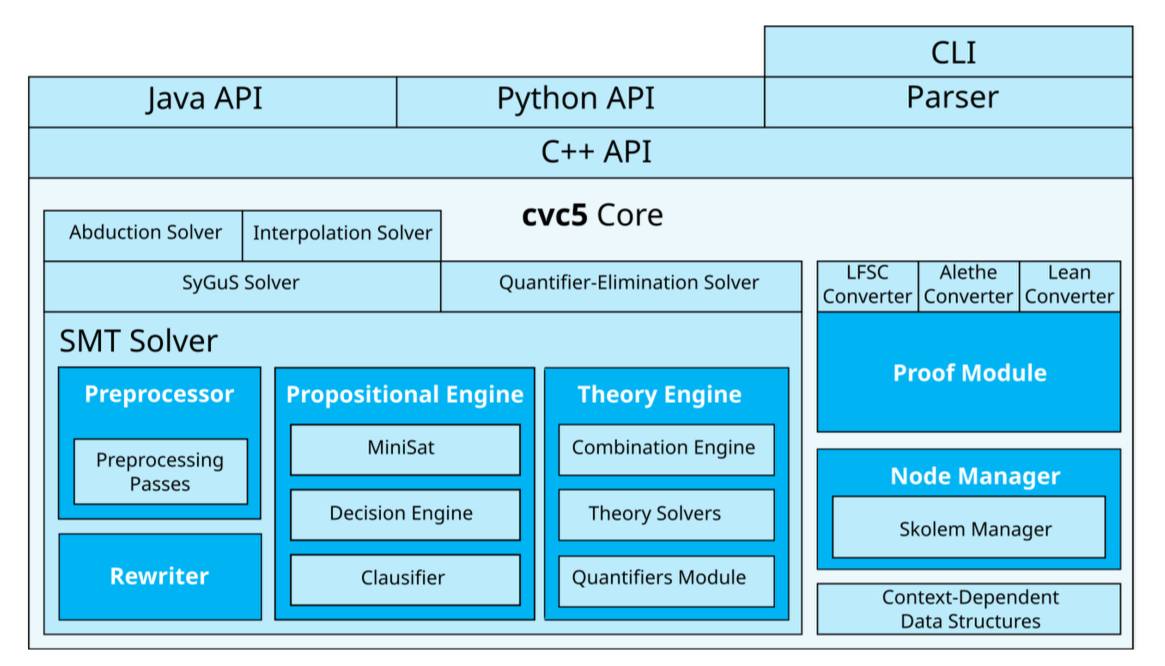 CLI
Java API
Python API
Parser
C++ API
cvc5 Core
Abduction Solver
Interpolation Solver
SyGuS Solver
Quantifier-Elimination Solver
LFSC
Converter
Alethe
Converter
Lean
Converter
SMT Solver
Preprocessor
Preprocessing
Passes
Rewriter
Propositional Engine
MiniSat
Decision Engine
Clausifier
Theory Engine
Combination Engine
Theory Solvers
Quantifiers Module
Proof Module
Node Manager
Skolem Manager
Context-Dependent
Data Structures